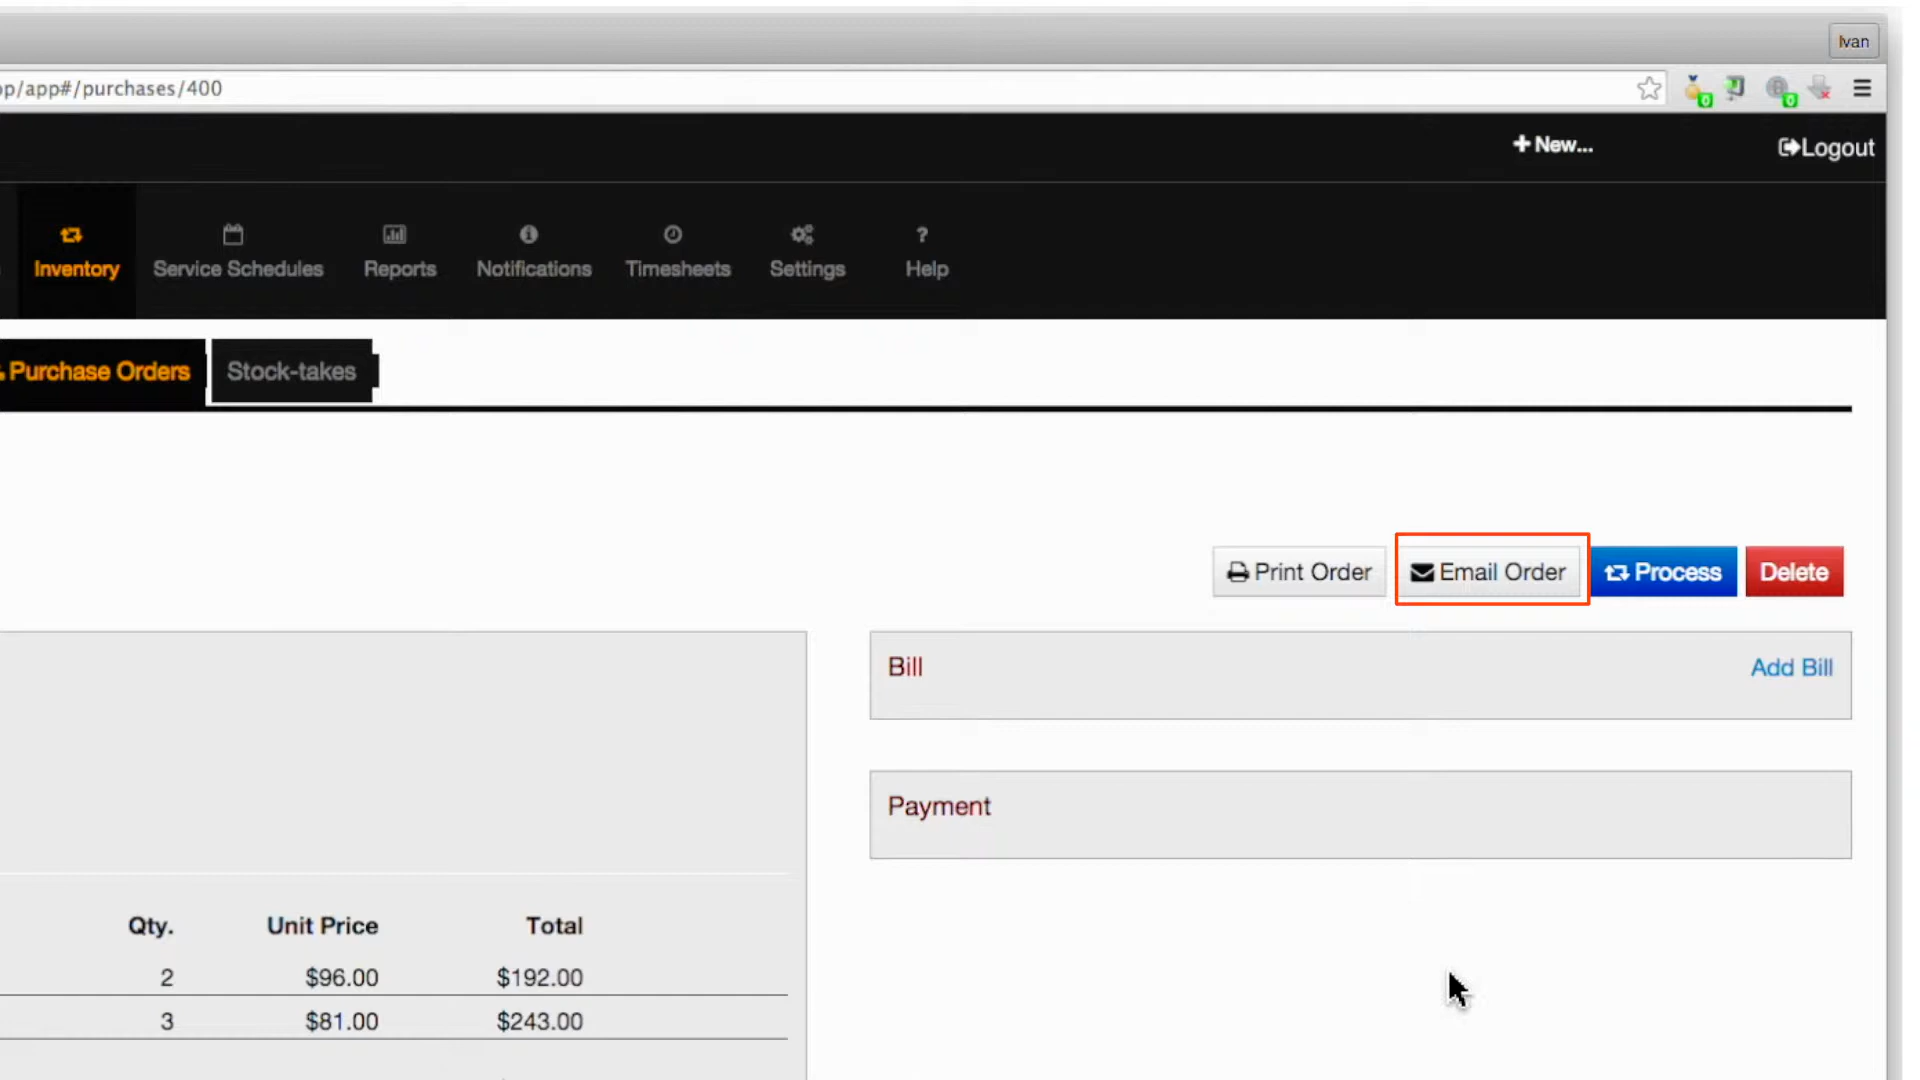 Ivan
p/app#/purchases/400
+ New...
Logout
Inventory
Service Schedules
Reports
Notifications
Timesheets
Settings
? Help
Purchase Orders
Stock-takes
Print Order
Email Order
Process
Delete
Bill
Add Bill
Payment
Qty. Unit Price Total
2 $96.00 $192.00
3 $81.00 $243.00